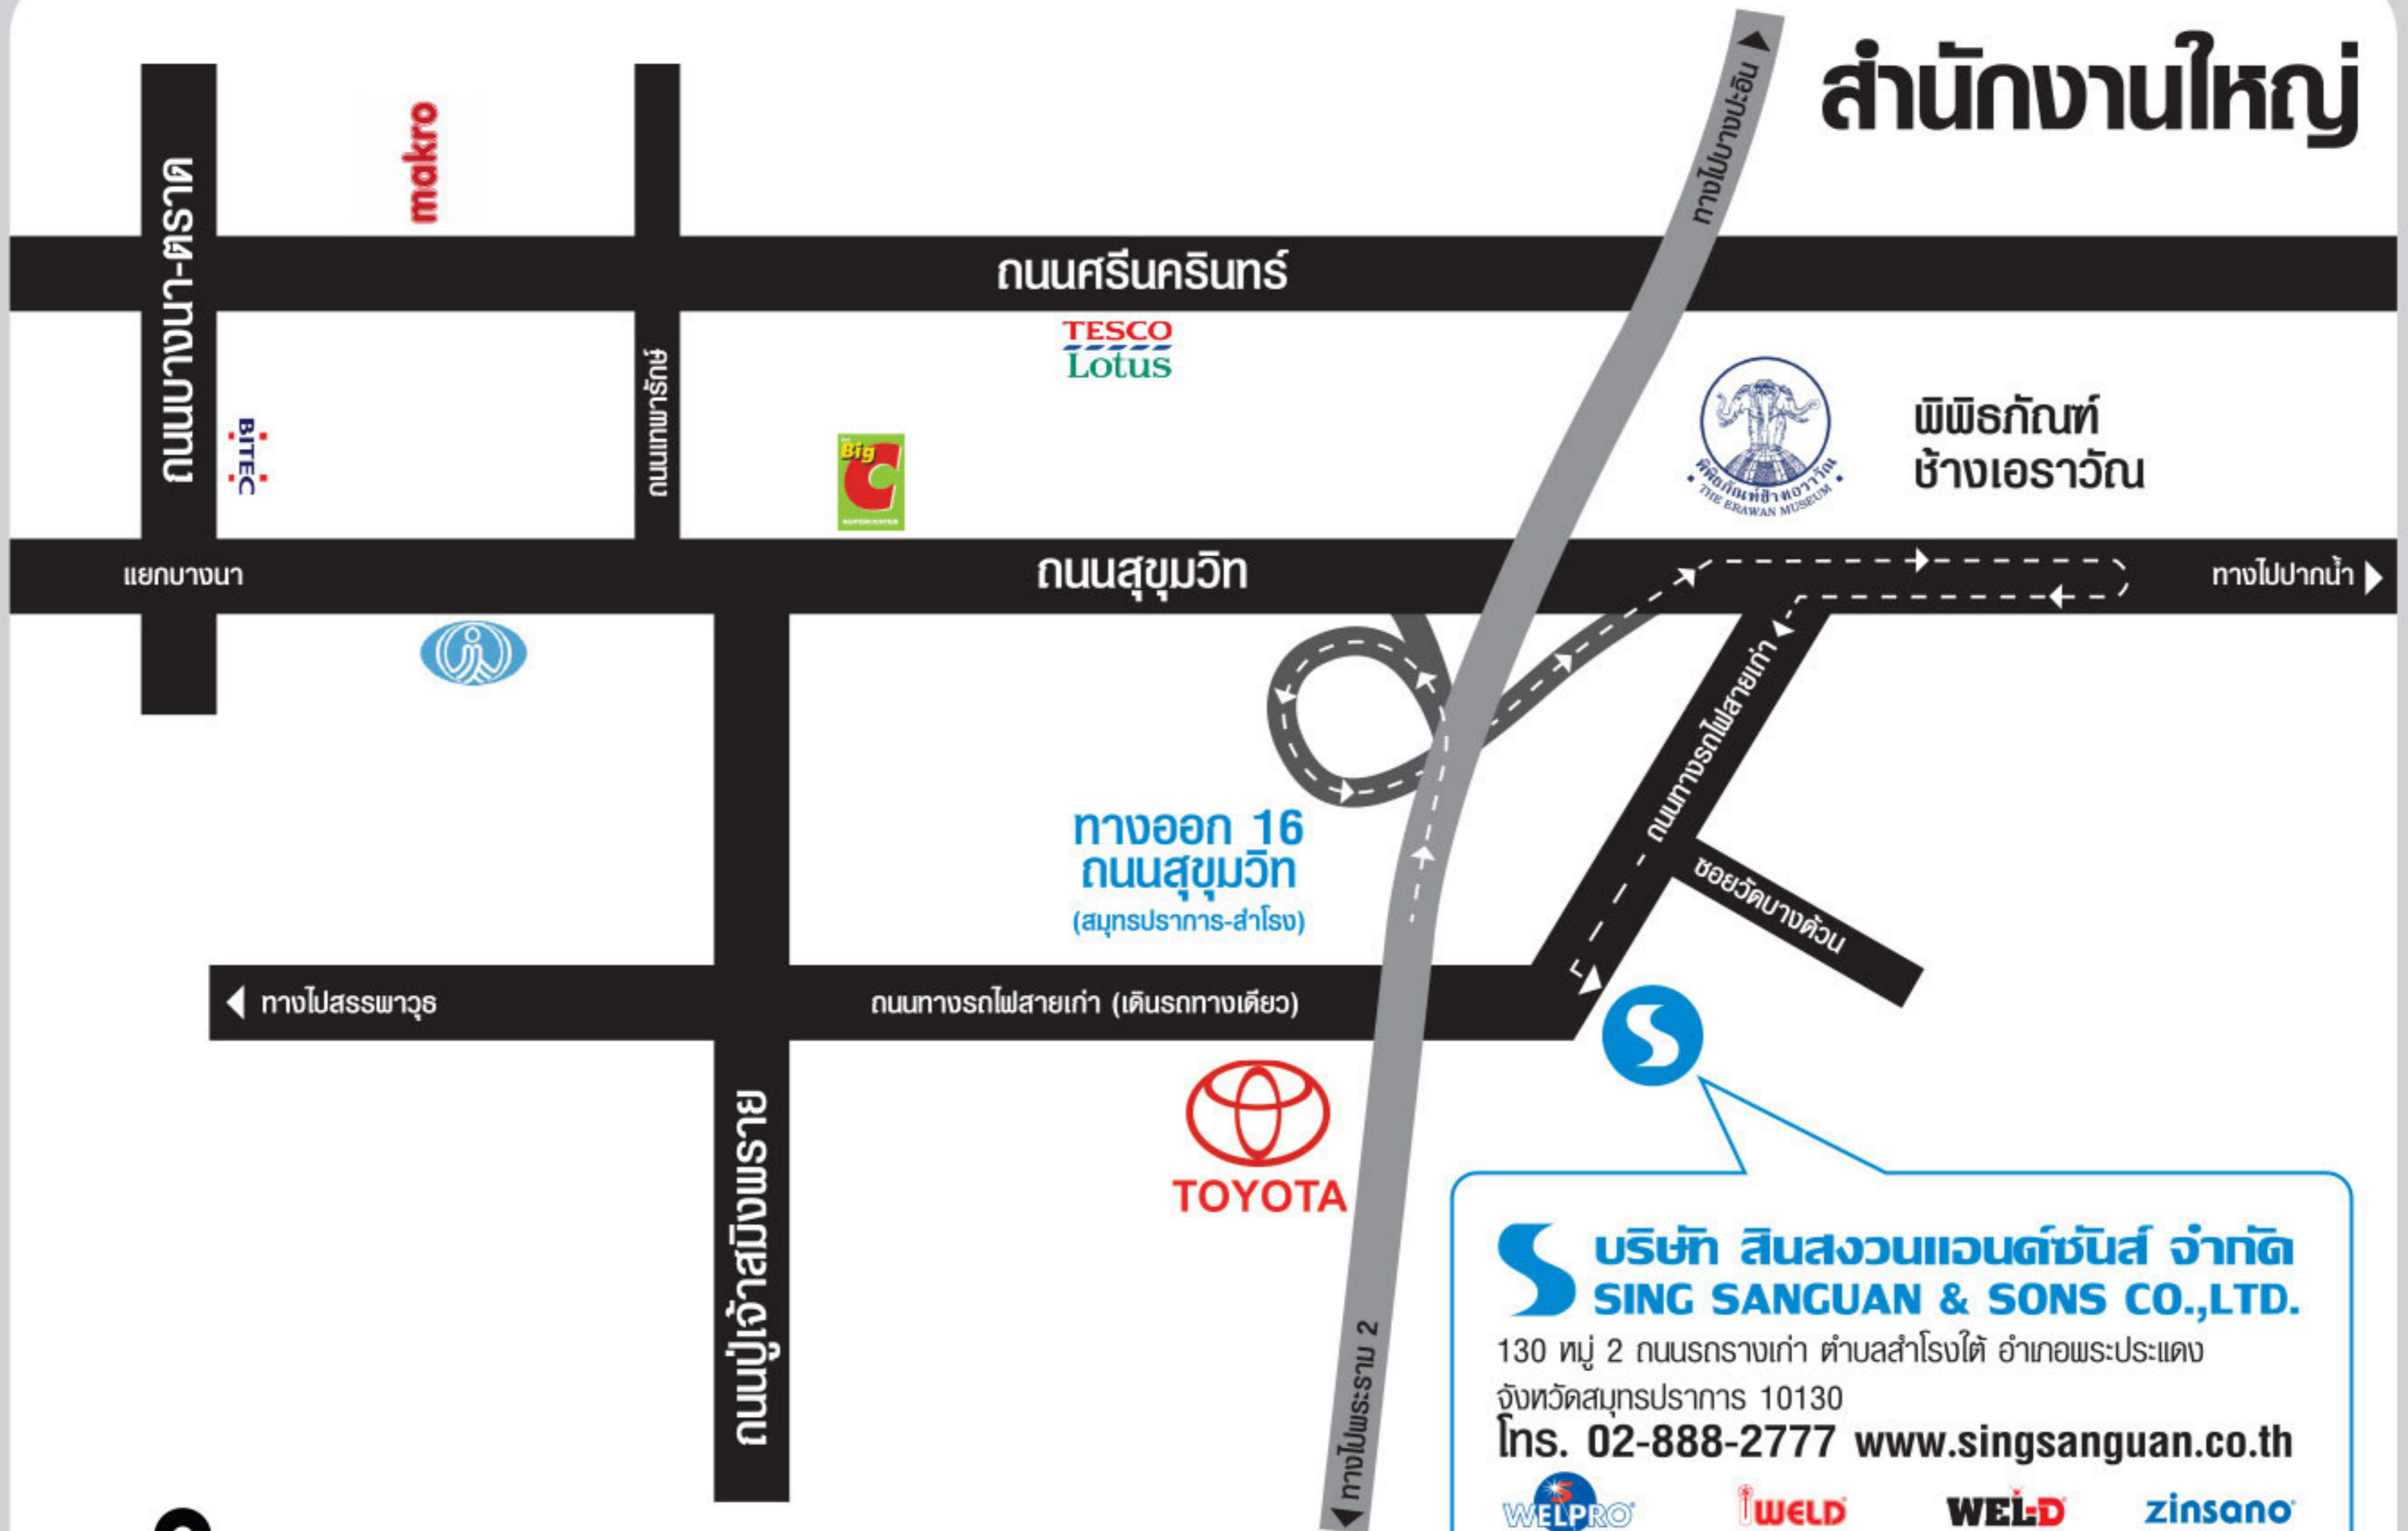 สำนักงานใหญ่
ทางไปบางปะอิน
makro
ถนนบางนา-ตราด
ถนนศรีนครินทร์
TESCO
Lotus
ถนนเทพารักษ์
BITEC
Big
C
SUPERCENTER
พิพิธภัณฑ์ช้างเอราวัณ
THE ERAWAN MUSEUM
พิพิธภัณฑ์
ช้างเอราวัณ
แยกบางนา
ถนนสุขุมวิท
ทางไปปากน้ำ
ถนนทางรถไฟสายเก่า
ทางออก 16
ถนนสุขุมวิท
(สมุทรปราการ-สำโรง)
ซอยวัดบางด้วน
ทางไปสรรพาวุธ
ถนนทางรถไฟสายเก่า (เดินรถทางเดียว)
S
TOYOTA
ถนนปู่เจ้าสมิงพราย
ทางไปพระราม 2
S บริษัท สินสงวนแอนด์ซันส์ จำกัด
SING SANGUAN & SONS CO.,LTD.
130 หมู่ 2 ถนนรถรางเก่า ตำบลสำโรงใต้ อำเภอพระประแดง
จังหวัดสมุทรปราการ 10130
โทร. 02-888-2777 www.singsanguan.co.th
WELPRO iWELD WEL-D zinsano